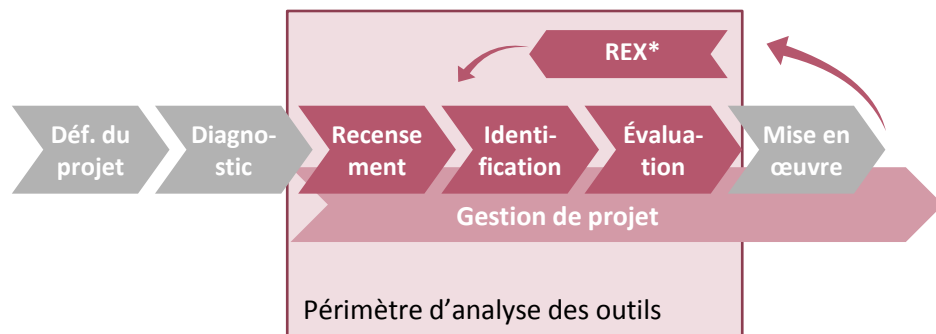 REX*
Déf. du
projet
Diagno-
stic
Recense
ment
Identi-
fication
Évalua-
tion
Mise en
œuvre
Gestion de projet
Périmètre d’analyse des outils